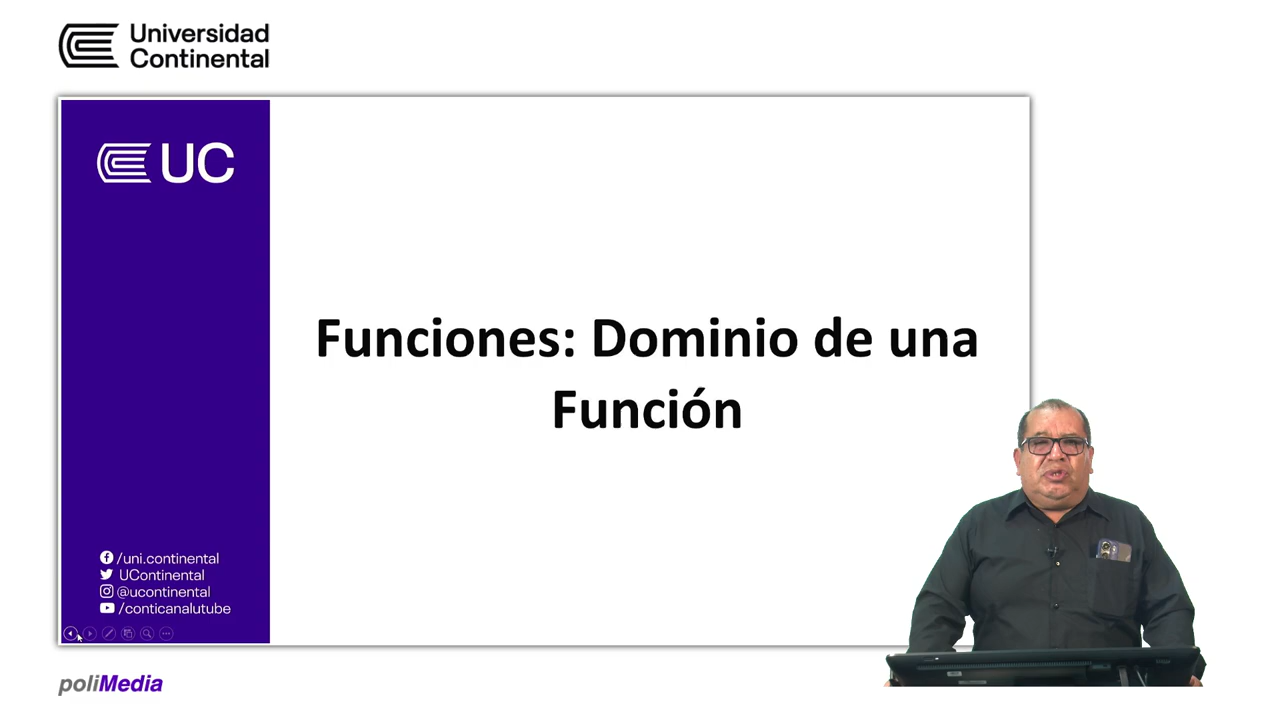 Universidad
Continental
UC
Funciones: Dominio de una
Función
/uni.continental
UContinental
@ucontinental
/conticanalutube
poliMedia